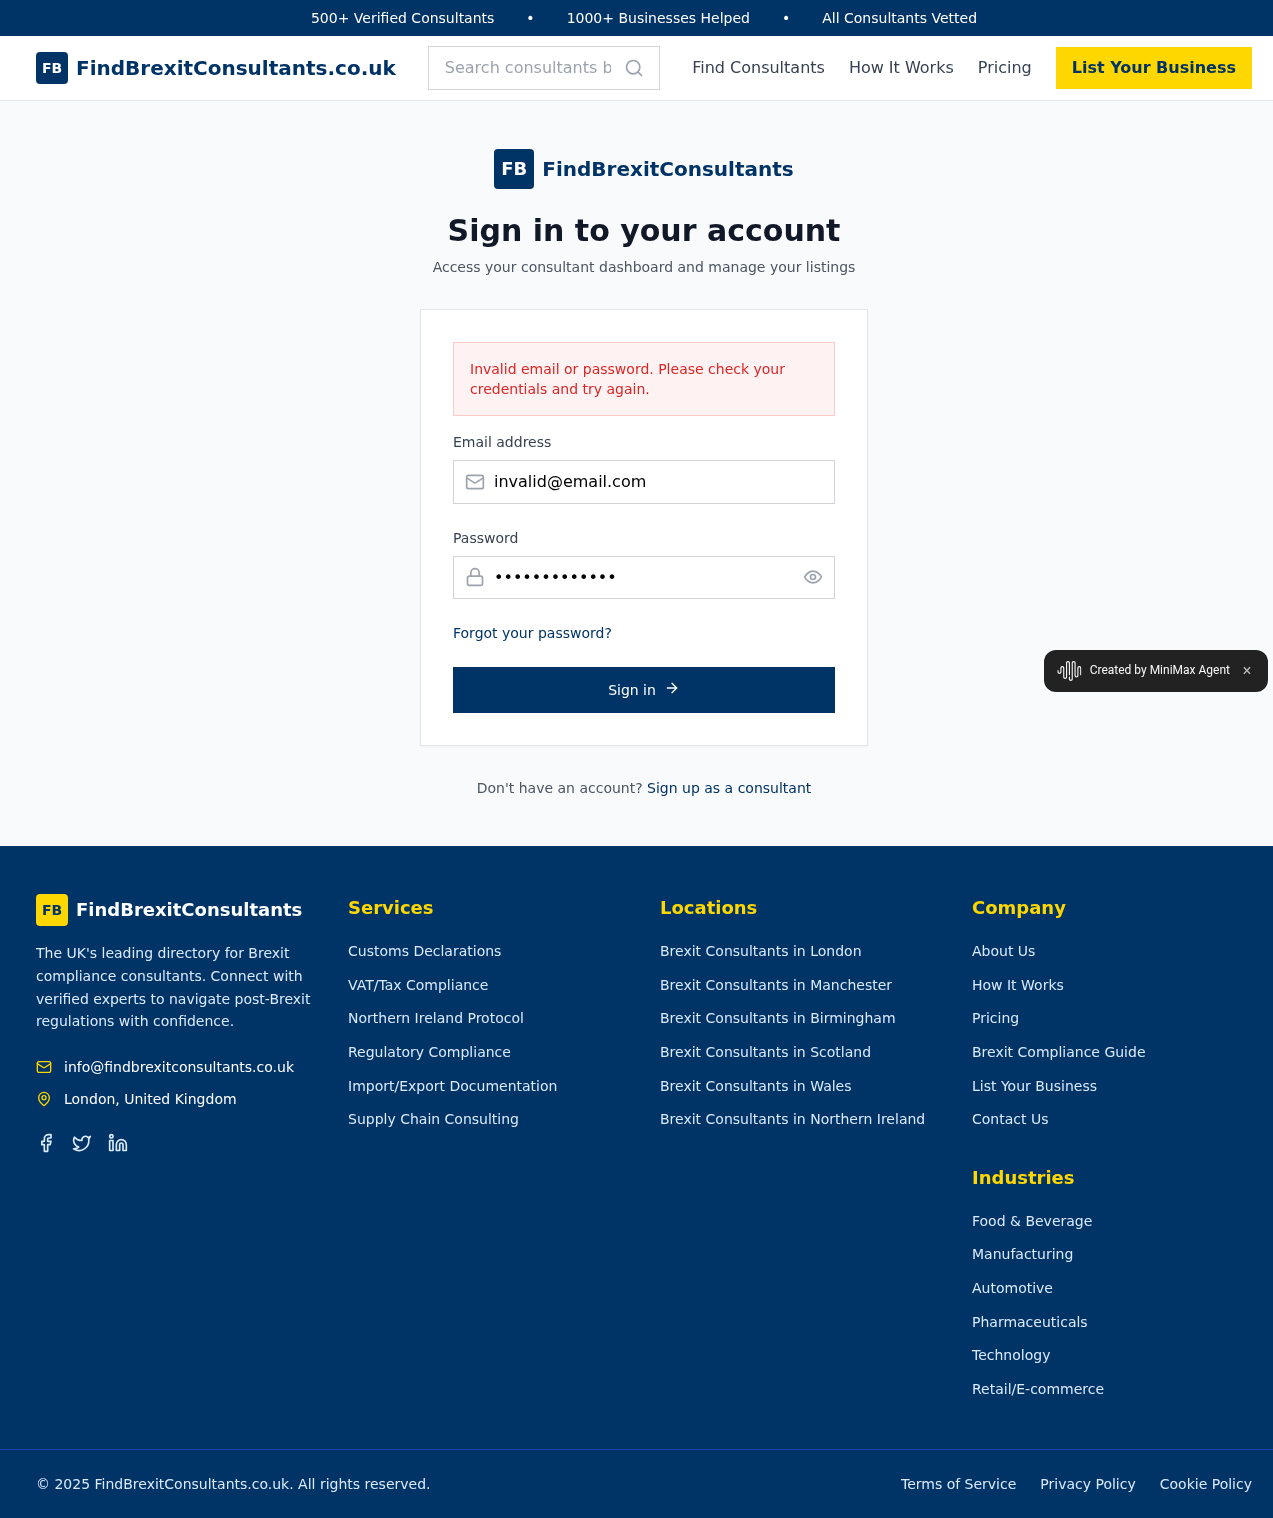 500+ Verified Consultants • 1000+ Businesses Helped • All Consultants Vetted
FB FindBrexitConsultants.co.uk
Search consultants b
Find Consultants How It Works Pricing List Your Business
FB FindBrexitConsultants
Sign in to your account
Access your consultant dashboard and manage your listings
Invalid email or password. Please check your
credentials and try again.
Email address
invalid@email.com
Password
•••••••••••••
Forgot your password?
Sign in →
Created by MiniMax Agent ×
Don't have an account? Sign up as a consultant
FB FindBrexitConsultants
The UK's leading directory for Brexit
compliance consultants. Connect with
verified experts to navigate post-Brexit
regulations with confidence.
info@findbrexitconsultants.co.uk
London, United Kingdom
Services
Customs Declarations
VAT/Tax Compliance
Northern Ireland Protocol
Regulatory Compliance
Import/Export Documentation
Supply Chain Consulting
Locations
Brexit Consultants in London
Brexit Consultants in Manchester
Brexit Consultants in Birmingham
Brexit Consultants in Scotland
Brexit Consultants in Wales
Brexit Consultants in Northern Ireland
Company
About Us
How It Works
Pricing
Brexit Compliance Guide
List Your Business
Contact Us
Industries
Food & Beverage
Manufacturing
Automotive
Pharmaceuticals
Technology
Retail/E-commerce
© 2025 FindBrexitConsultants.co.uk. All rights reserved.
Terms of Service Privacy Policy Cookie Policy